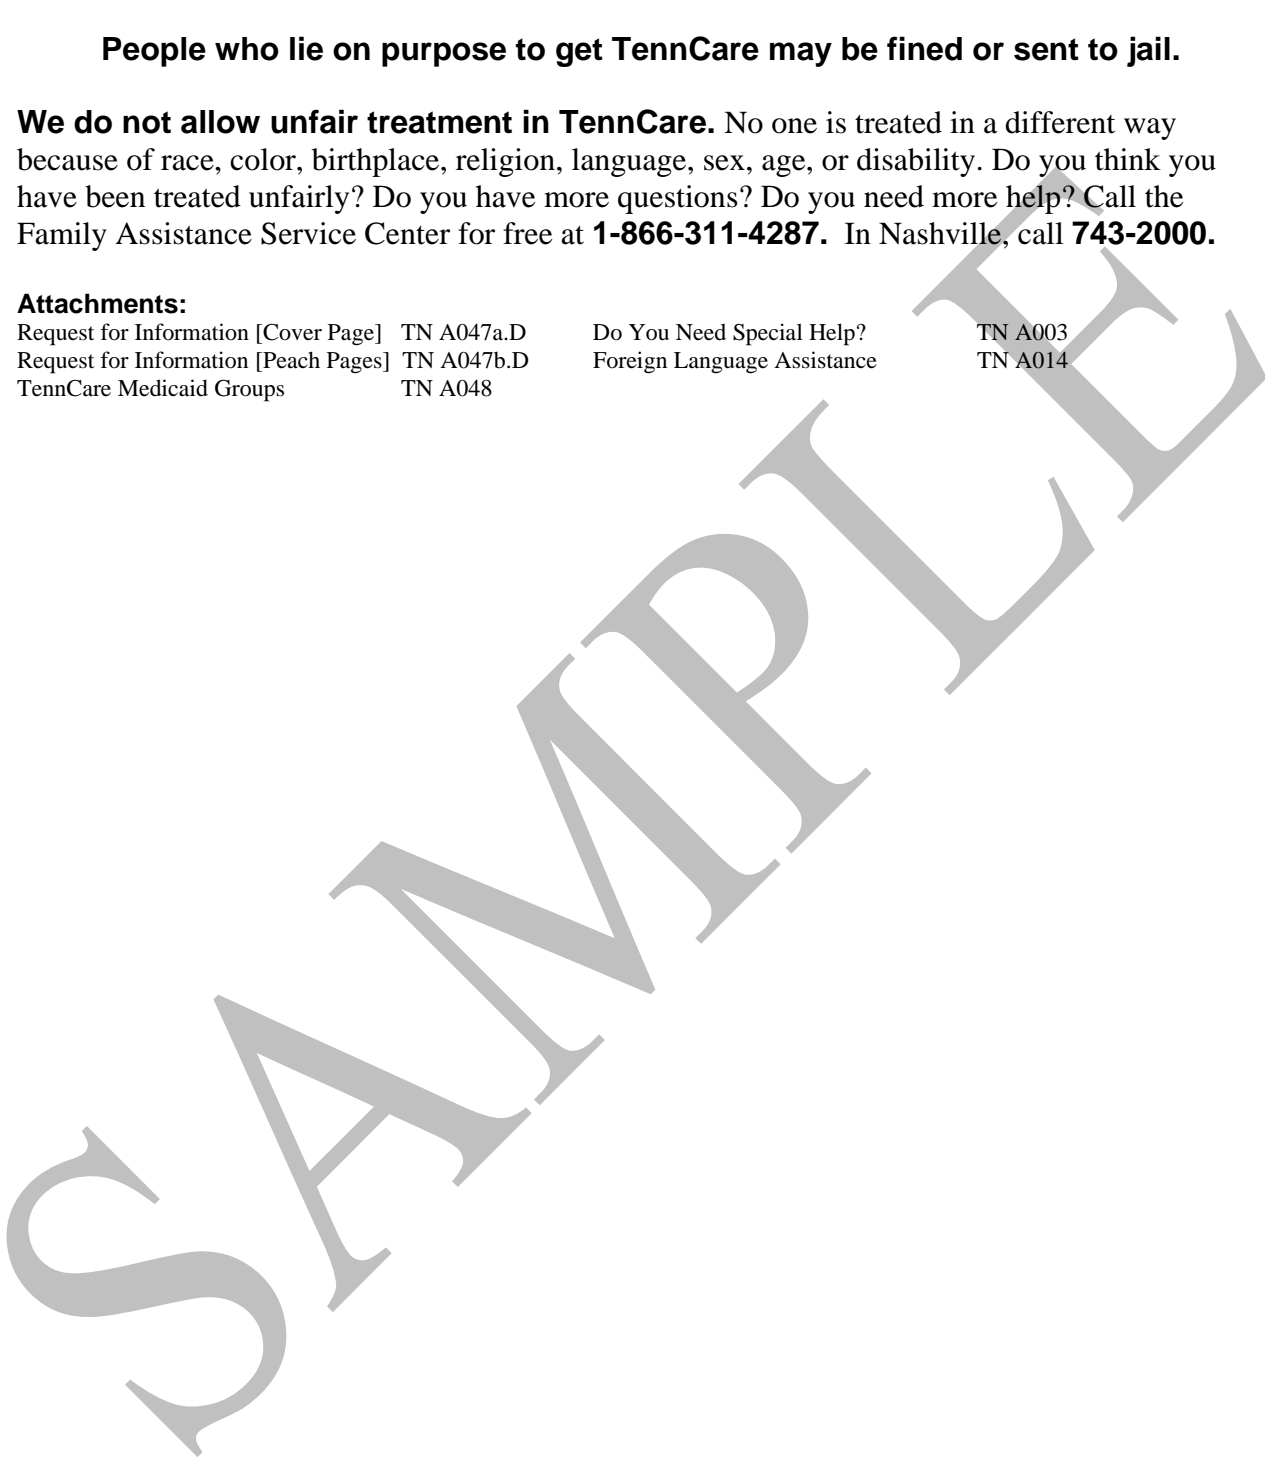 People who lie on purpose to get TennCare may be fined or sent to jail.
We do not allow unfair treatment in TennCare. No one is treated in a different way
because of race, color, birthplace, religion, language, sex, age, or disability. Do you think you
have been treated unfairly? Do you have more questions? Do you need more help? Call the
Family Assistance Service Center for free at 1-866-311-4287. In Nashville, call 743-2000.
Attachments:
Request for Information [Cover Page] TN A047a.D Do You Need Special Help? TN A003
Request for Information [Peach Pages] TN A047b.D Foreign Language Assistance TN A014
TennCare Medicaid Groups TN A048
SAMPLE